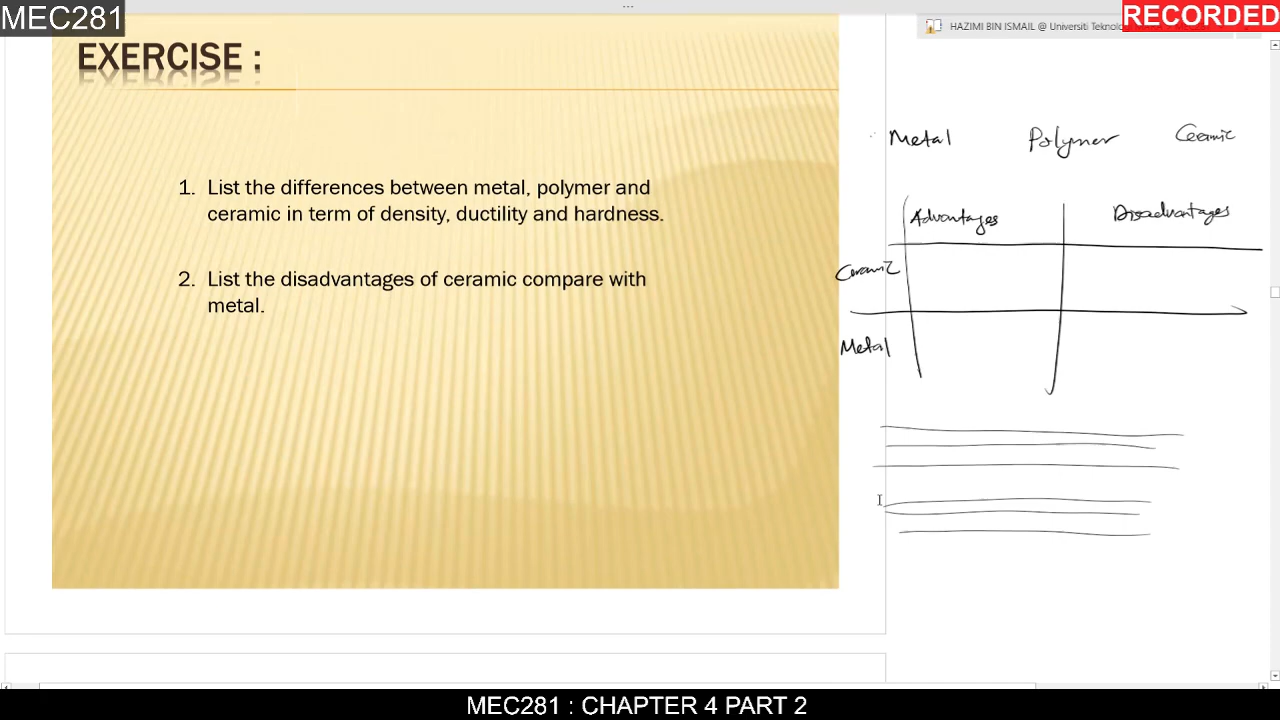 MEC281
RECORDED
HAZIMI BIN ISMAIL @ Universiti Teknolo
EXERCISE :
1. List the differences between metal, polymer and
ceramic in term of density, ductility and hardness.
2. List the disadvantages of ceramic compare with
metal.
Metal Polymer Ceramic
Advantages Disadvantages
Ceramic
Metal
MEC281 : CHAPTER 4 PART 2